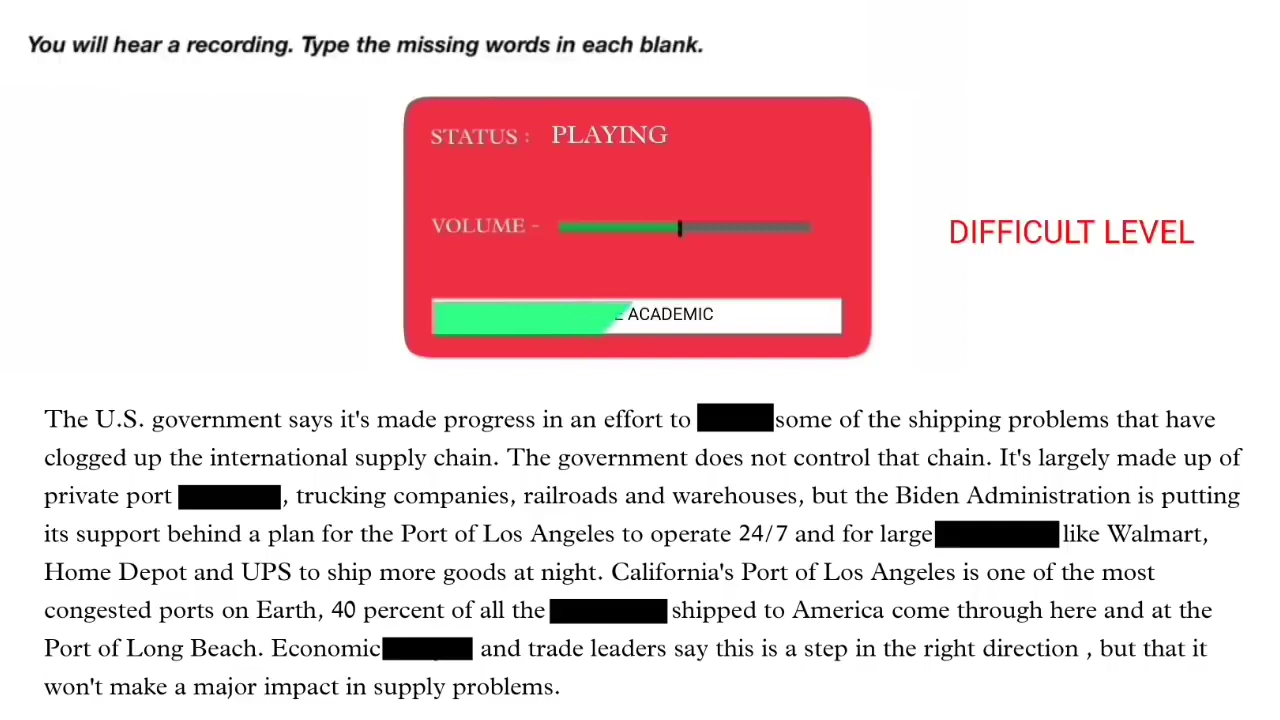 You will hear a recording. Type the missing words in each blank.
STATUS : PLAYING
VOLUME -
DIFFICULT LEVEL
ACADEMIC
The U.S. government says it's made progress in an effort to some of the shipping problems that have
clogged up the international supply chain. The government does not control that chain. It's largely made up of
private port , trucking companies, railroads and warehouses, but the Biden Administration is putting
its support behind a plan for the Port of Los Angeles to operate 24/7 and for large like Walmart,
Home Depot and UPS to ship more goods at night. California's Port of Los Angeles is one of the most
congested ports on Earth, 40 percent of all the shipped to America come through here and at the
Port of Long Beach. Economic and trade leaders say this is a step in the right direction , but that it
won't make a major impact in supply problems.